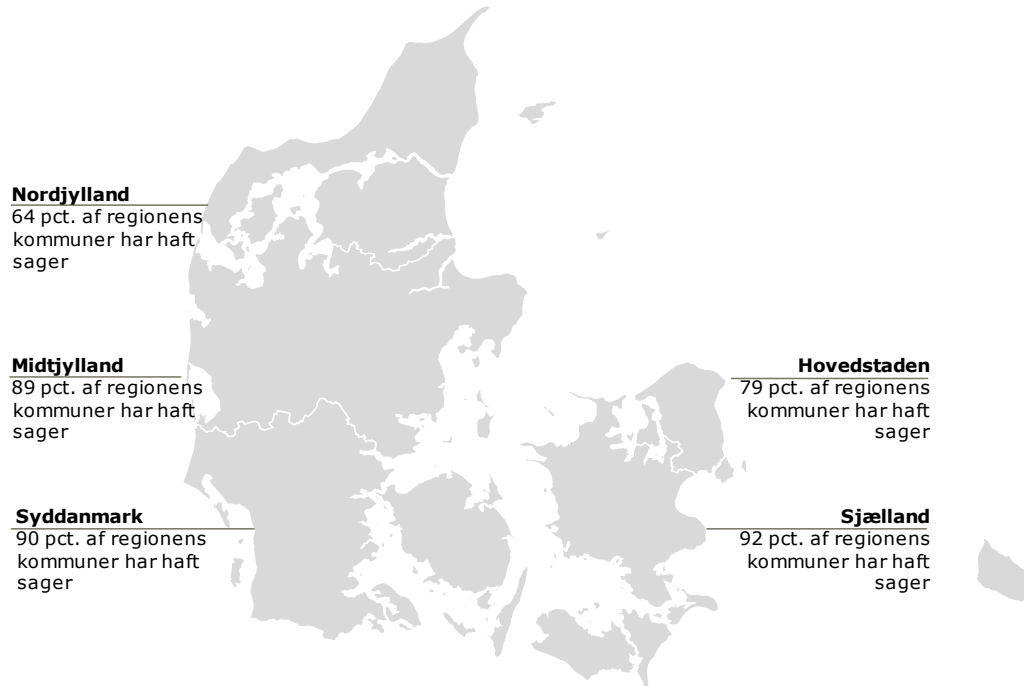 Nordjylland
64 pct. af regionens
kommuner har haft
sager
Midtjylland
89 pct. af regionens
kommuner har haft
sager
Syddanmark
90 pct. af regionens
kommuner har haft
sager
Hovedstaden
79 pct. af regionens
kommuner har haft
sager
Sjælland
92 pct. af regionens
kommuner har haft
sager